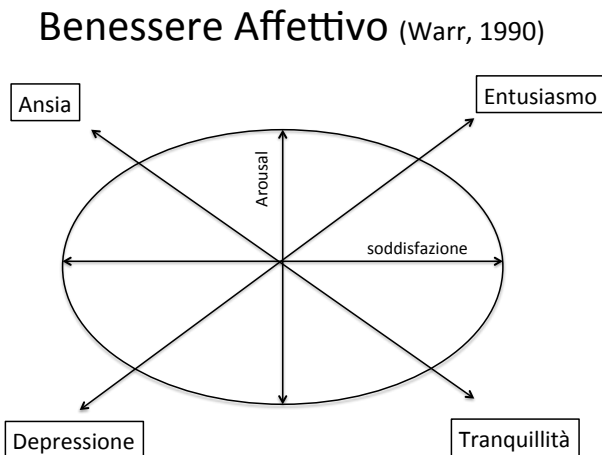 Benessere Affettivo (Warr, 1990)
Ansia
Entusiasmo
Arousal
soddisfazione
Depressione
Tranquillità